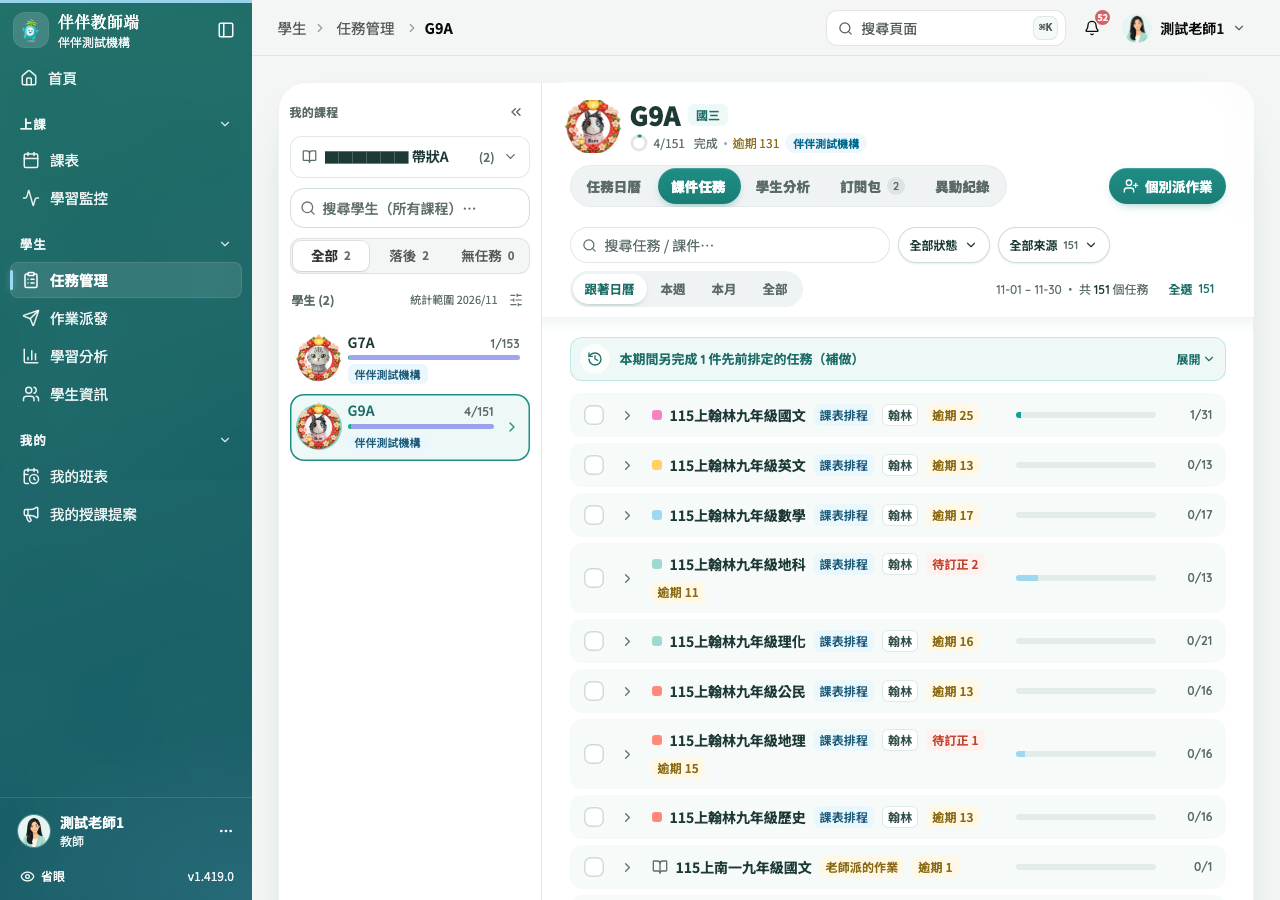 伴伴教師端
伴伴測試機構
首頁
上課
課表
學習監控
學生
任務管理
作業派發
學習分析
學生資訊
我的
我的班表
我的授課提案
測試老師1
教師
省眼
v1.419.0
學生 > 任務管理 > G9A
搜尋頁面
⌘K
52
測試老師1
我的課程
帶狀A (2)
搜尋學生（所有課程）…
全部 2 落後 2 無任務 0
學生 (2) 統計範圍 2026/11
G7A 1/153
伴伴測試機構
G9A 4/151
伴伴測試機構
G9A 國三
4/151 完成・逾期 131 伴伴測試機構
任務日曆 課件任務 學生分析 訂閱包 2 異動紀錄
個別派作業
搜尋任務 / 課件… 全部狀態 全部來源 151
跟著日曆 本週 本月 全部
11-01 – 11-30 • 共 151 個任務 全選 151
本期間另完成 1 件先前排定的任務（補做） 展開
115上翰林九年級國文 課表排程 翰林 逾期 25 1/31
115上翰林九年級英文 課表排程 翰林 逾期 13 0/13
115上翰林九年級數學 課表排程 翰林 逾期 17 0/17
115上翰林九年級地科 課表排程 翰林 待訂正 2 0/13
逾期 11
115上翰林九年級理化 課表排程 翰林 逾期 16 0/21
115上翰林九年級公民 課表排程 翰林 逾期 13 0/16
115上翰林九年級地理 課表排程 翰林 待訂正 1 0/16
逾期 15
115上翰林九年級歷史 課表排程 翰林 逾期 13 0/16
115上南一九年級國文 老師派的作業 逾期 1 0/1